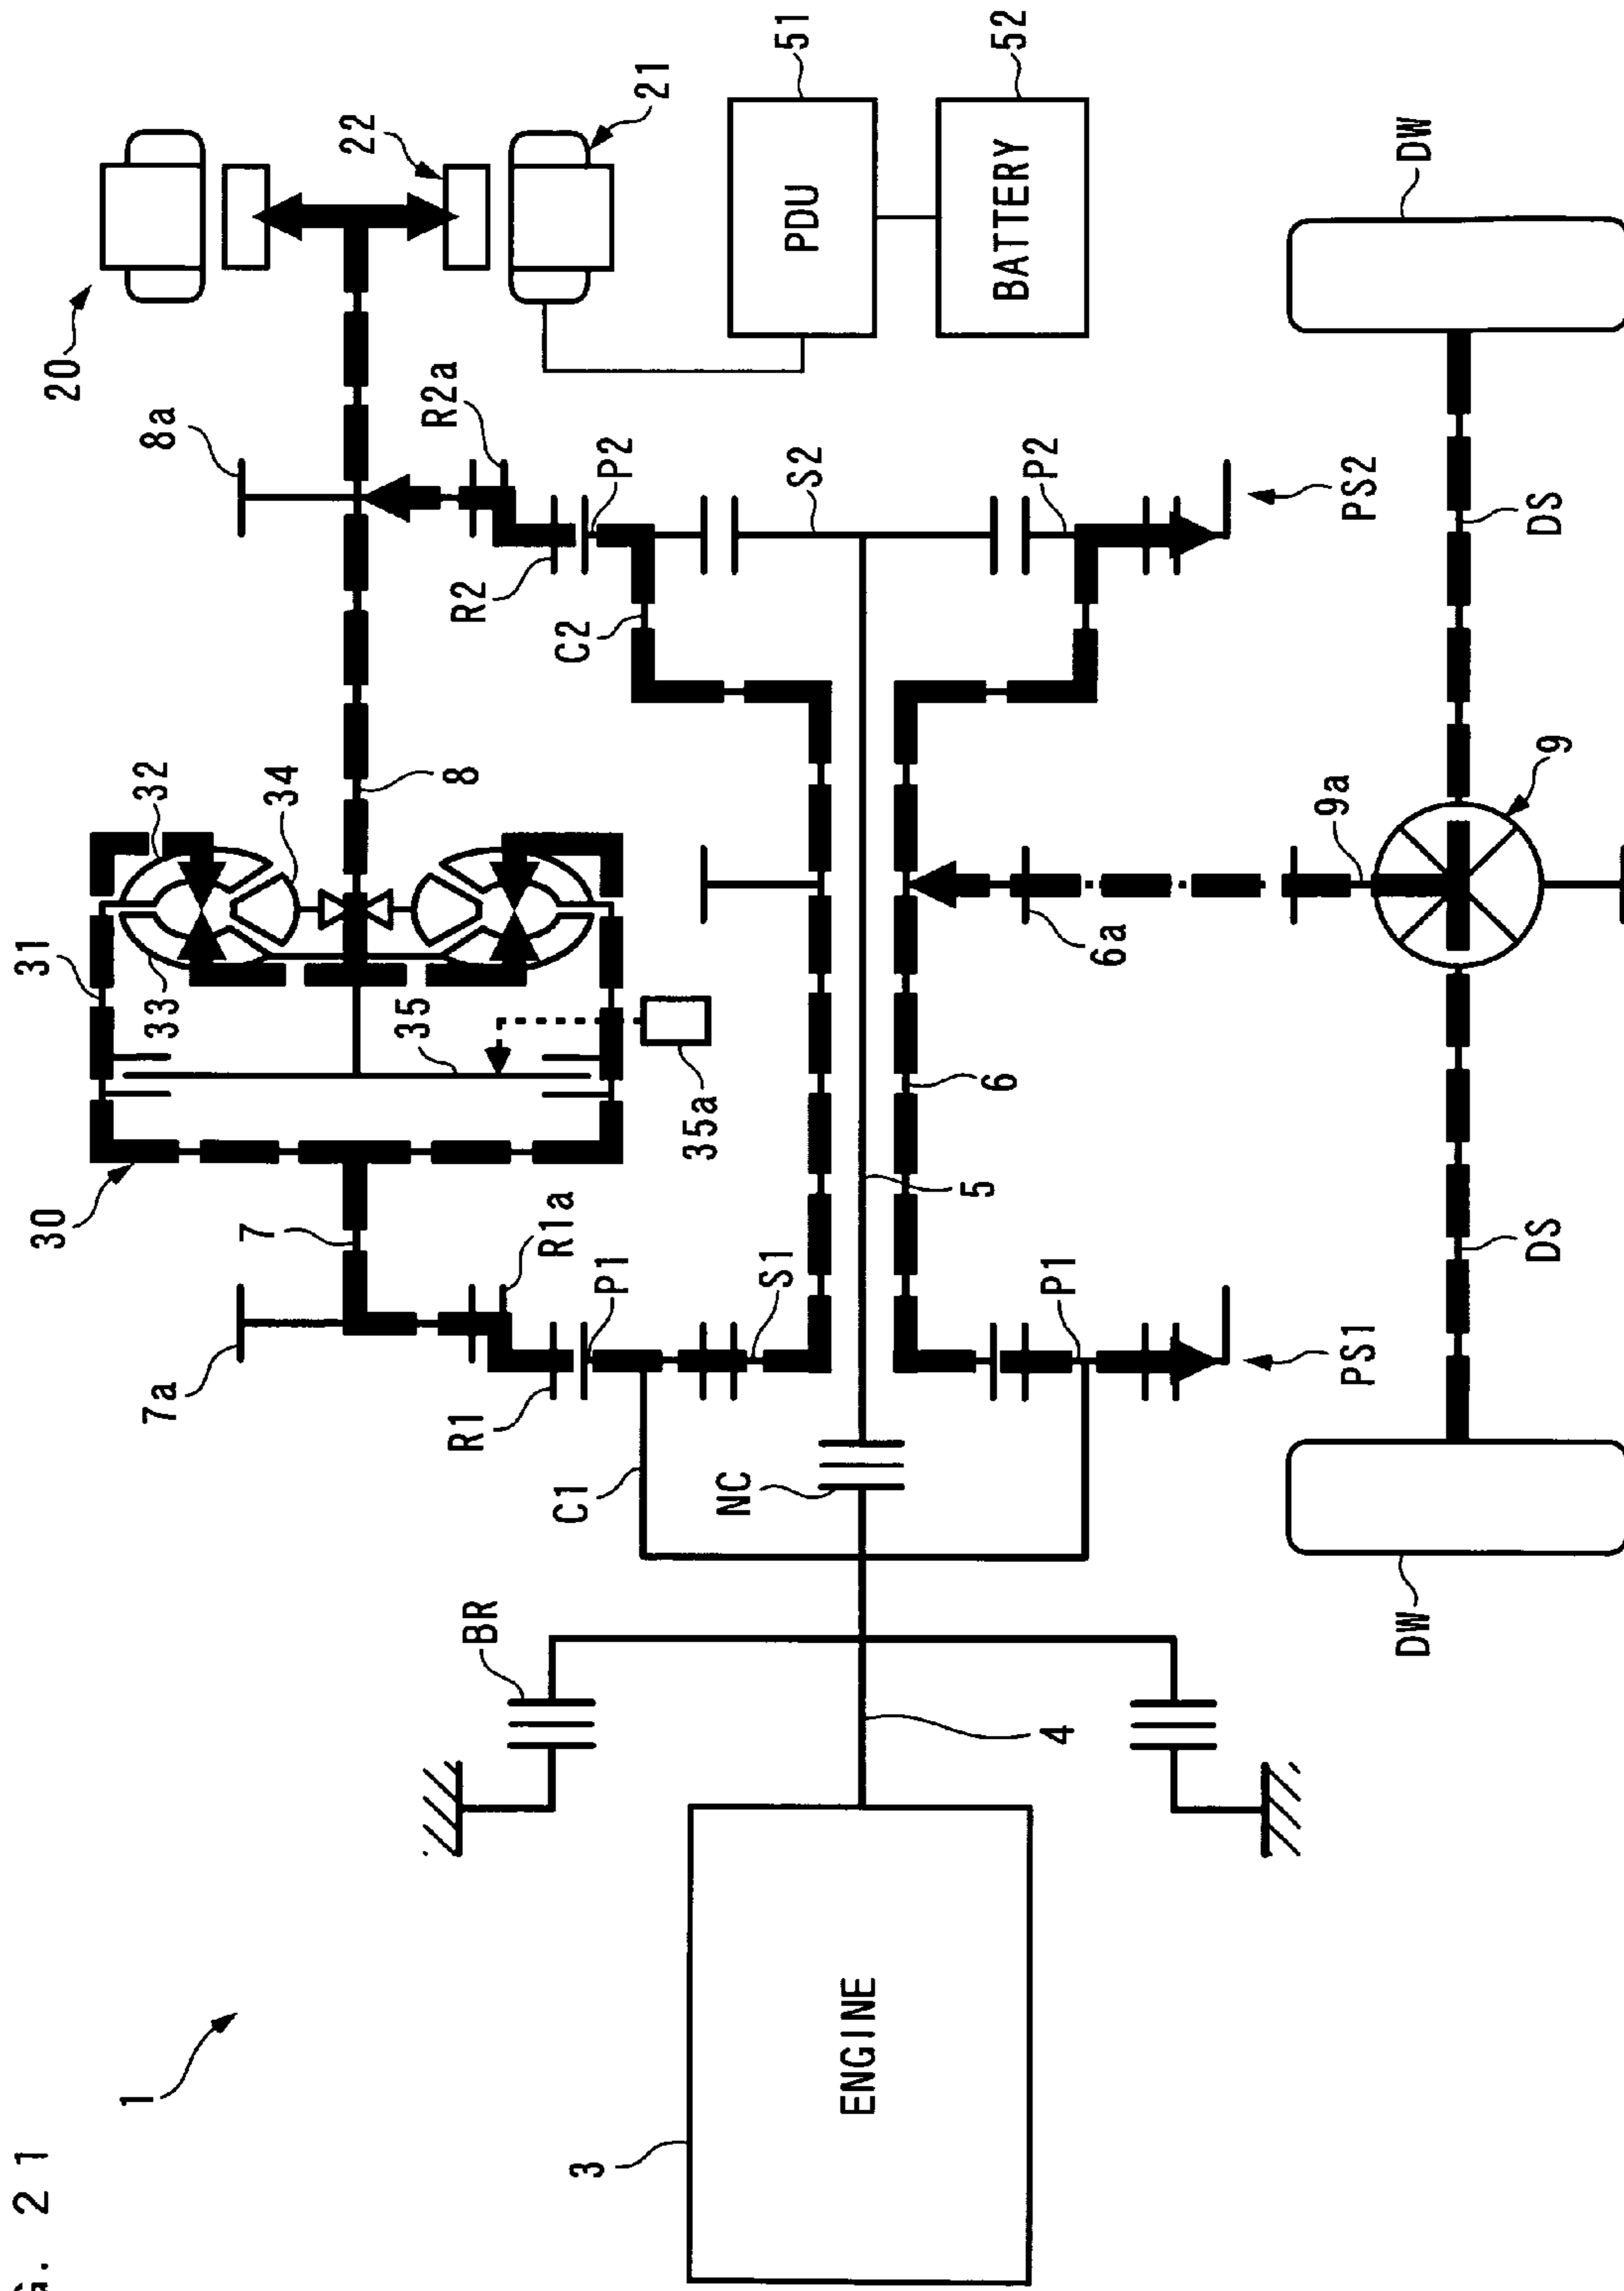 G. 21
1
20
22
21
51
52
PDU
BATTERY
8a
R2a
R2
P2
C2
S2
P2
PS2
DW
DS
31
32
33
34
35
35a
8
30
7
7a
R1a
R1
P1
S1
C1
NC
P1
PS1
5
6
6a
9a
9
DS
DW
BR
4
3
ENGINE